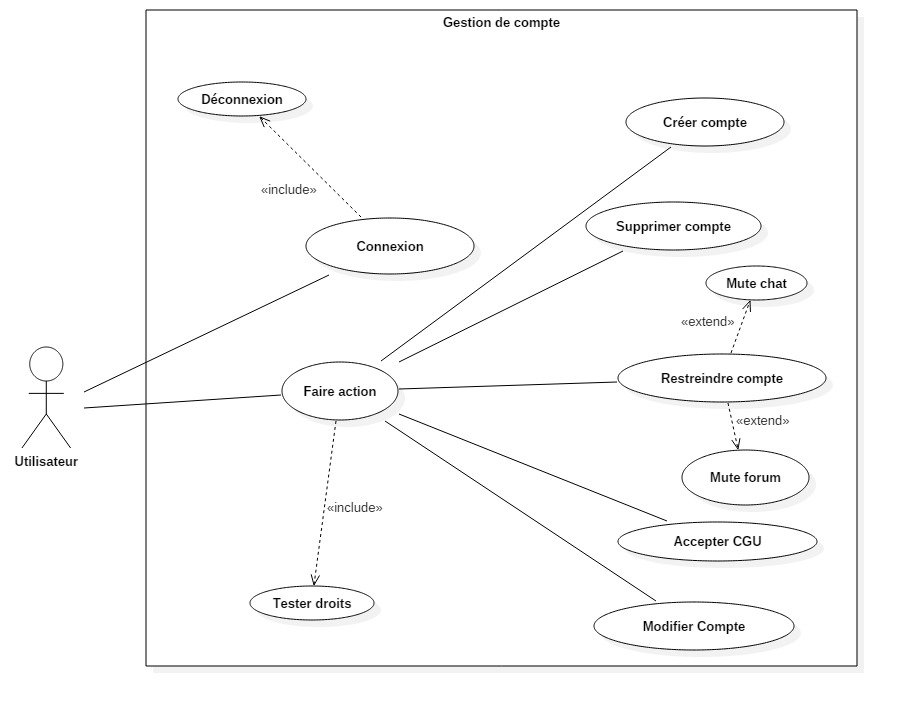 Gestion de compte
Déconnexion
Créer compte
«include»
Supprimer compte
Connexion
Mute chat
«extend»
Restreindre compte
Faire action
«extend»
Utilisateur
Mute forum
«include»
Accepter CGU
Tester droits
Modifier Compte